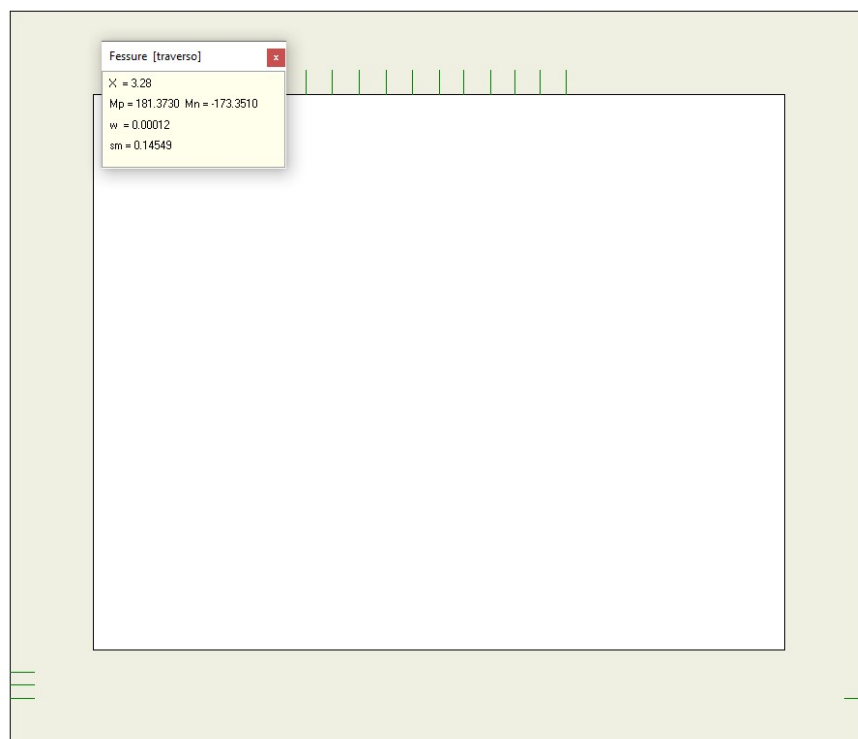 Fessure [traverso]
X = 3.28
Mp = 181.3730 Mn = -173.3510
w = 0.00012
sm = 0.14549